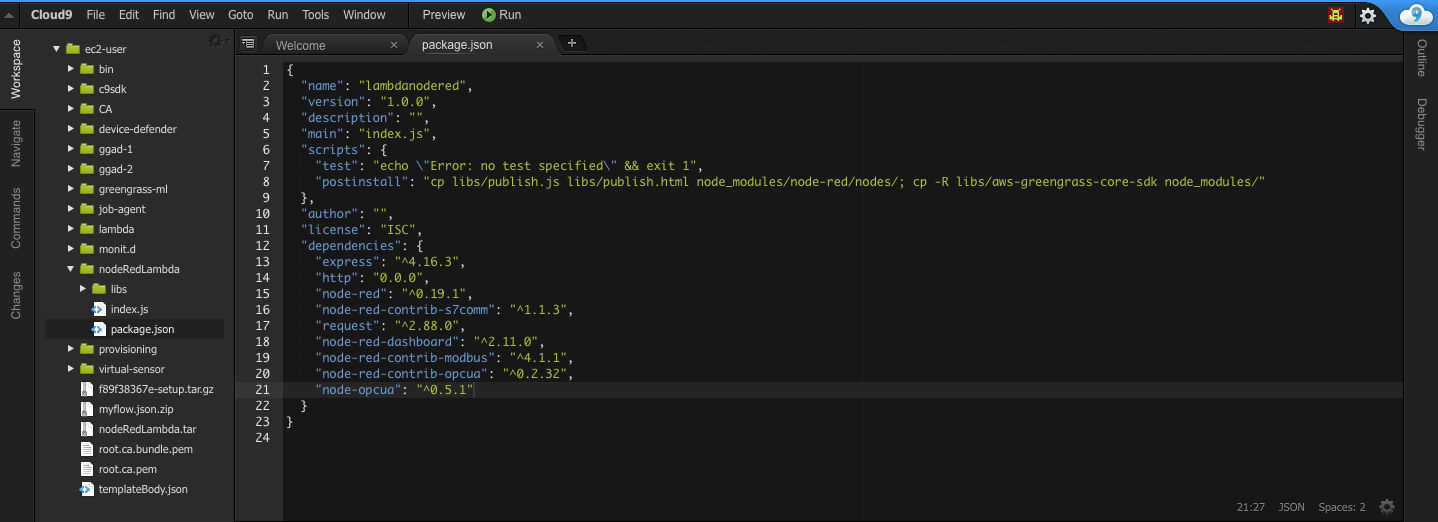 Cloud9 File Edit Find View Goto Run Tools Window Preview Run
Workspace
Navigate
Commands
Changes
ec2-user
bin
c9sdk
CA
device-defender
ggad-1
ggad-2
greengrass-ml
job-agent
lambda
monit.d
nodeRedLambda
libs
index.js
package.json
provisioning
virtual-sensor
f89f38367e-setup.tar.gz
myflow.json.zip
nodeRedLambda.tar
root.ca.bundle.pem
root.ca.pem
templateBody.json
Welcome × package.json × +
1 {
2 "name": "lambdanodered",
3 "version": "1.0.0",
4 "description": "",
5 "main": "index.js",
6 "scripts": {
7 "test": "echo \"Error: no test specified\" && exit 1",
8 "postinstall": "cp libs/publish.js libs/publish.html node_modules/node-red/nodes/; cp -R libs/aws-greengrass-core-sdk node_modules/"
9 },
10 "author": "",
11 "license": "ISC",
12 "dependencies": {
13 "express": "^4.16.3",
14 "http": "0.0.0",
15 "node-red": "^0.19.1",
16 "node-red-contrib-s7comm": "^1.1.3",
17 "request": "^2.88.0",
18 "node-red-dashboard": "^2.11.0",
19 "node-red-contrib-modbus": "^4.1.1",
20 "node-red-contrib-opcua": "^0.2.32",
21 "node-opcua": "^0.5.1"
22 }
23 }
24
21:27 JSON Spaces: 2
9
Outline
Debugger